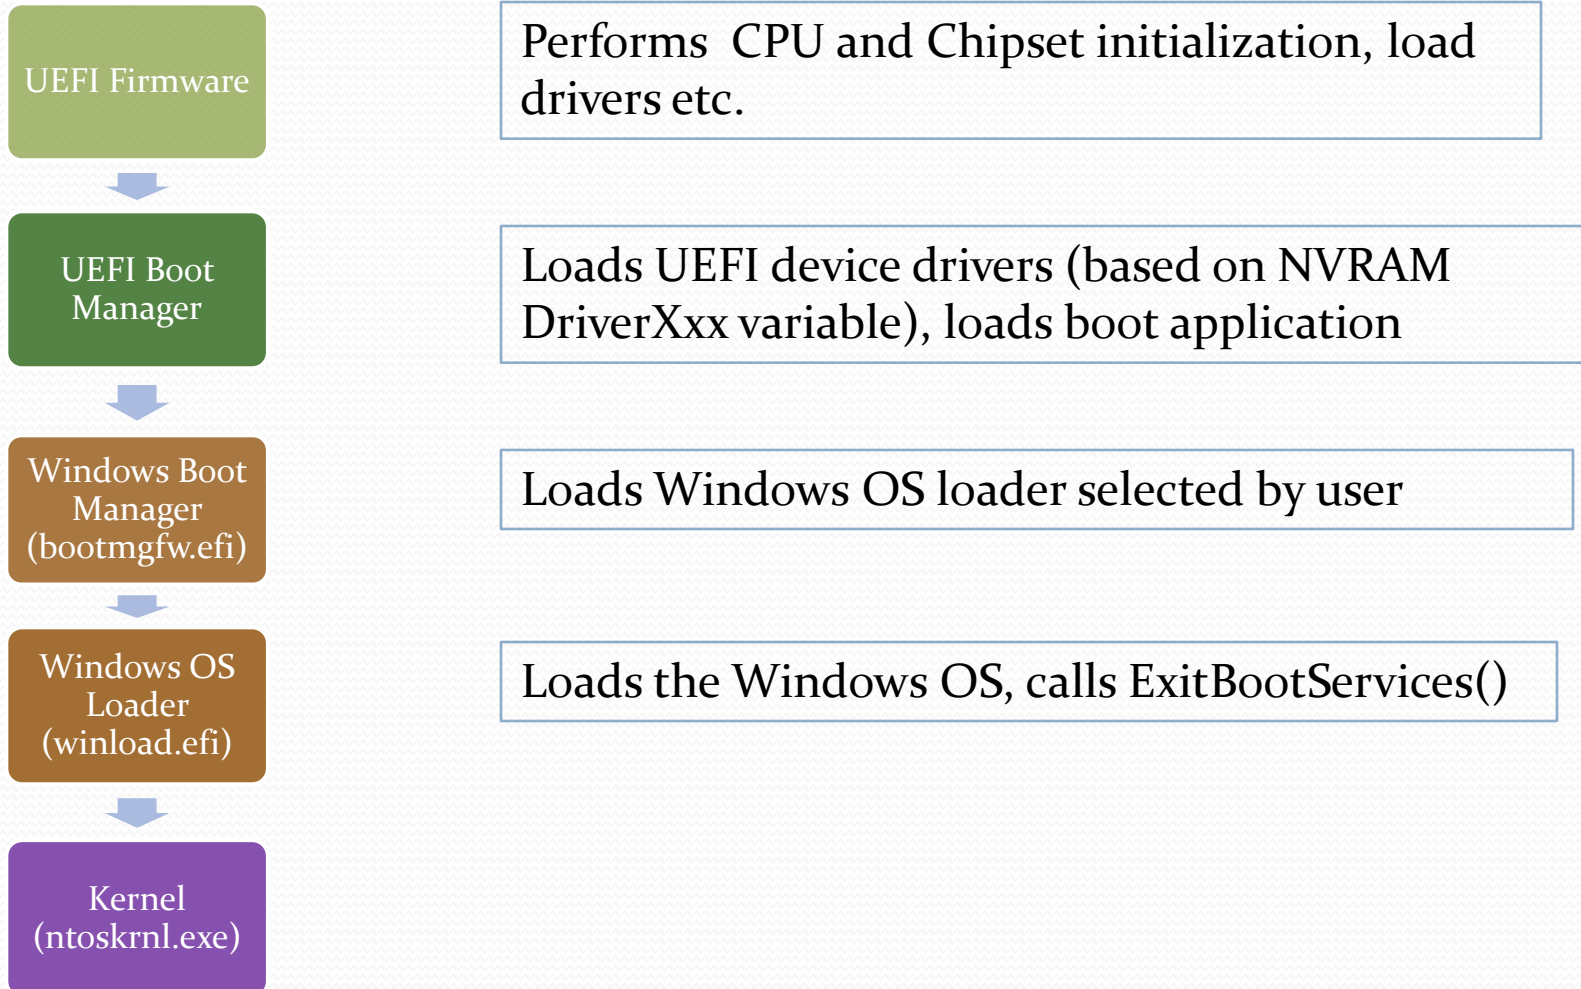 UEFI Firmware
Performs  CPU and Chipset initialization, load
drivers etc.
UEFI Boot
Manager
Loads UEFI device drivers (based on NVRAM
DriverXxx variable), loads boot application
Windows Boot
Manager
(bootmgfw.efi)
Loads Windows OS loader selected by user
Windows OS
Loader
(winload.efi)
Loads the Windows OS, calls ExitBootServices()
Kernel
(ntoskrnl.exe)